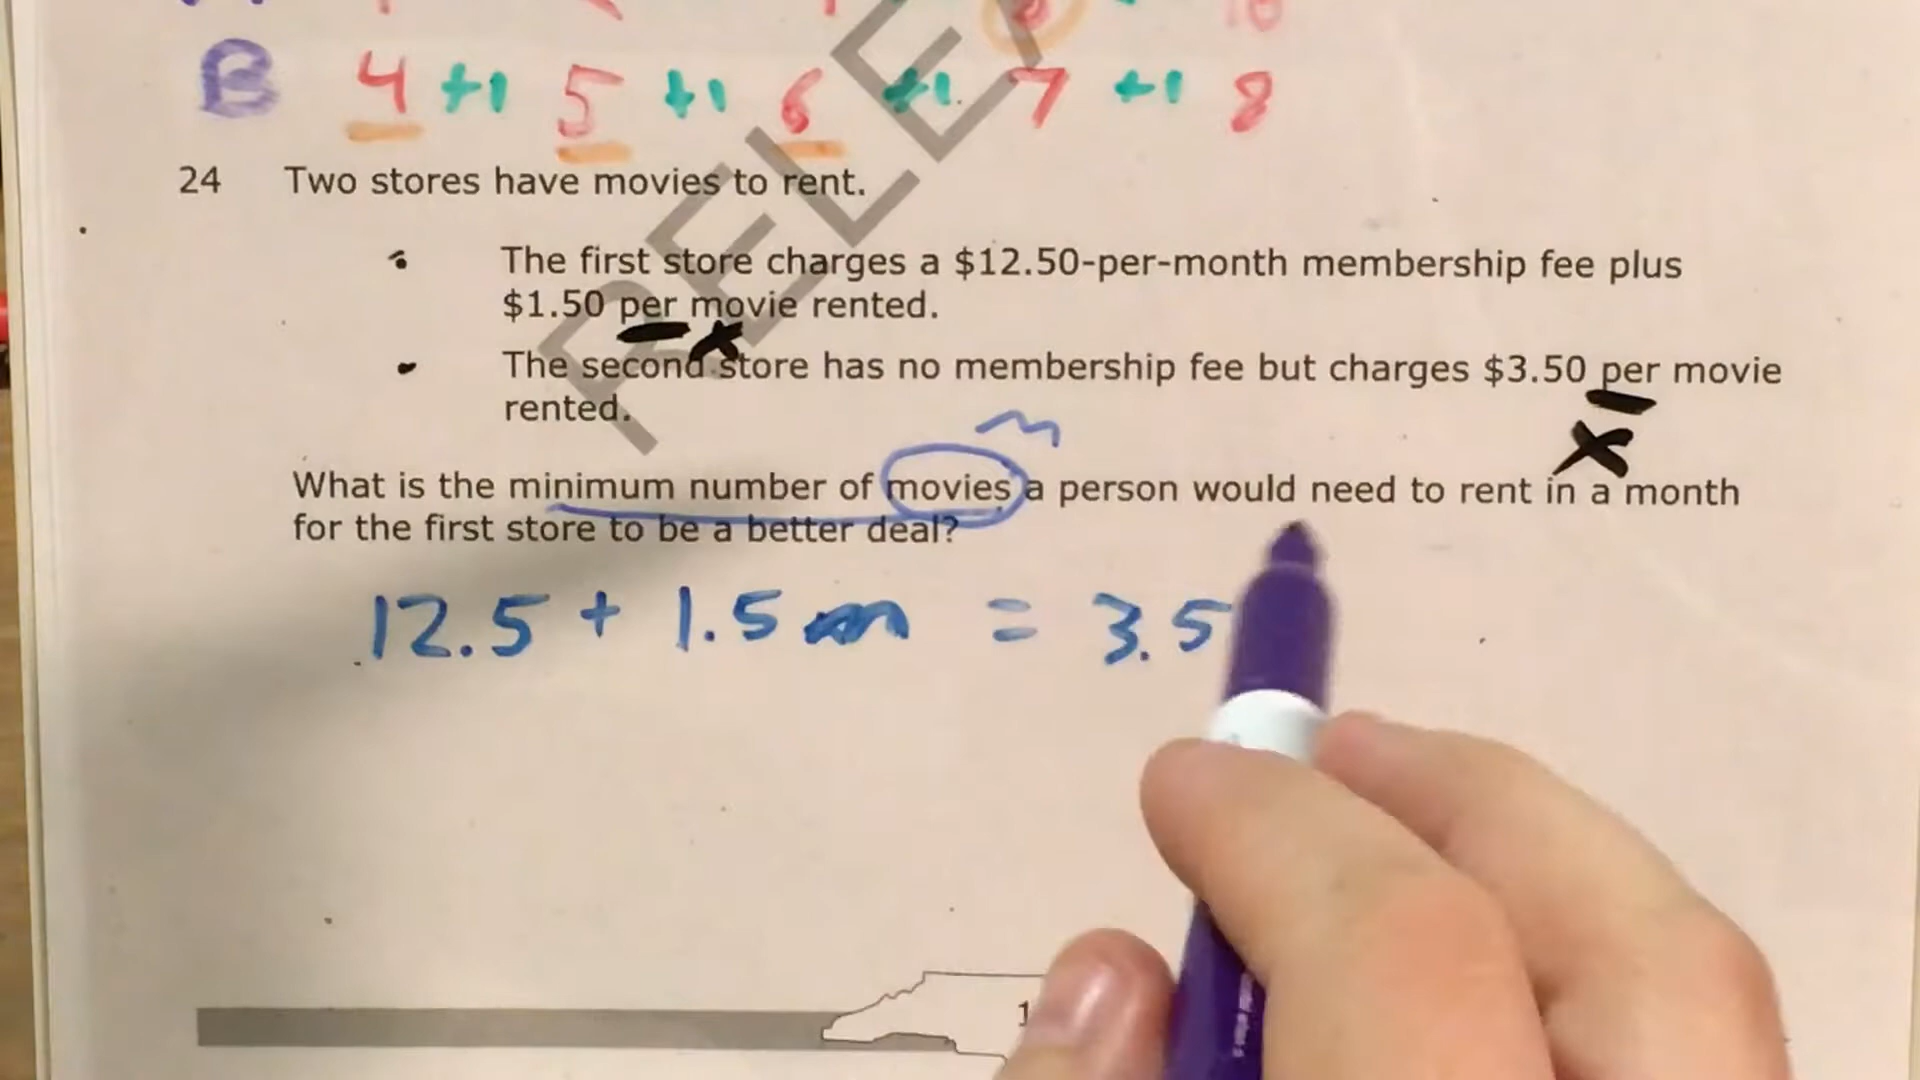 B 4 +1 5 +1 6 +1 7 +1 8
24 Two stores have movies to rent.
• The first store charges a $12.50-per-month membership fee plus
$1.50 per movie rented.
x
• The second store has no membership fee but charges $3.50 per movie
rented.
m
x
What is the minimum number of movies a person would need to rent in a month
for the first store to be a better deal?
12.5 + 1.5m = 3.5
1